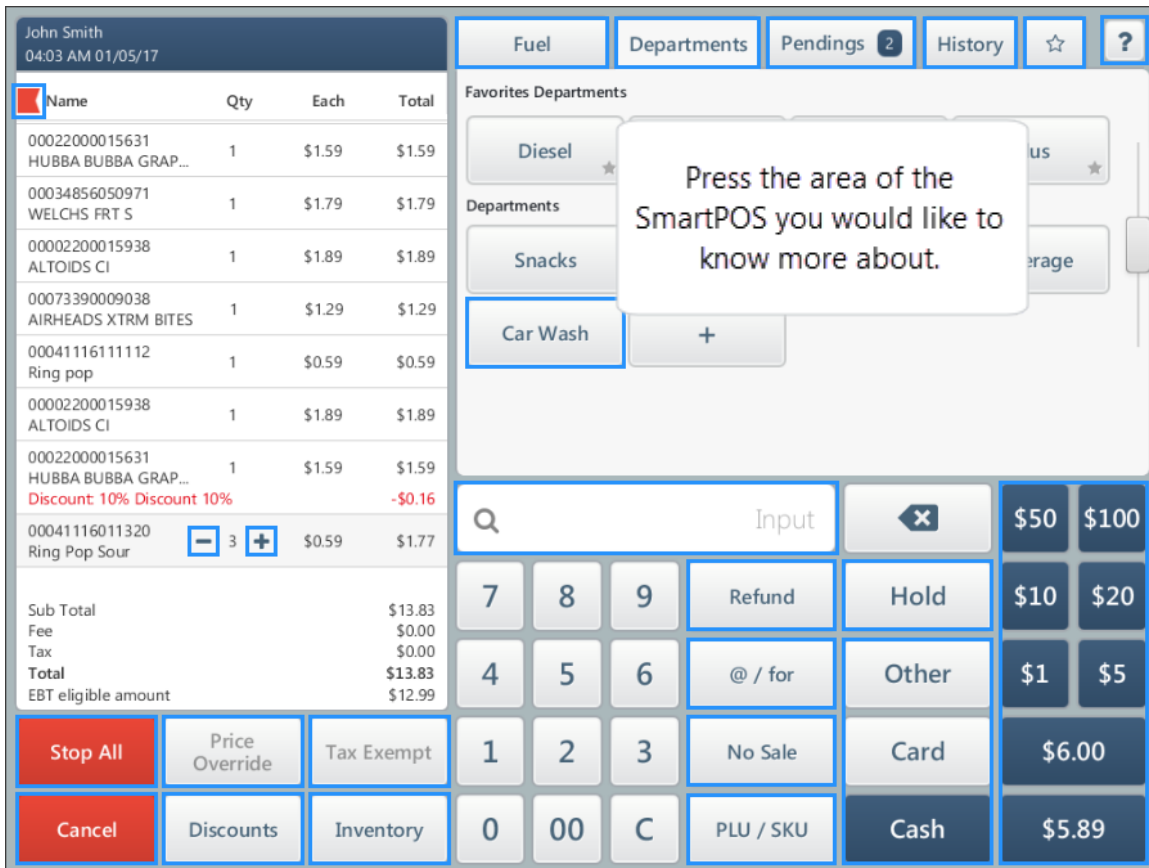 John Smith
04:03 AM 01/05/17
Name Qty Each Total
00022000015631
HUBBA BUBBA GRAP... 1 $1.59 $1.59
00034856050971
WELCHS FRT S 1 $1.79 $1.79
00002200015938
ALTOIDS CI 1 $1.89 $1.89
00073390009038
AIRHEADS XTRM BITES 1 $1.29 $1.29
00041116111112
Ring pop 1 $0.59 $0.59
00002200015938
ALTOIDS CI 1 $1.89 $1.89
00022000015631
HUBBA BUBBA GRAP... 1 $1.59 $1.59
Discount: 10% Discount 10% -$0.16
00041116011320
Ring Pop Sour − 3 + $0.59 $1.77
Sub Total $13.83
Fee $0.00
Tax $0.00
Total $13.83
EBT eligible amount $12.99
Stop All
Price
Override
Tax Exempt
Cancel
Discounts
Inventory
Fuel
Departments
Pendings 2
History
?
Favorites Departments
Diesel
us
Press the area of the
SmartPOS you would like to
know more about.
Departments
Snacks
erage
Car Wash
+
Input
$50 $100
7 8 9 Refund Hold $10 $20
4 5 6 @ / for Other $1 $5
1 2 3 No Sale Card $6.00
0 00 C PLU / SKU Cash $5.89